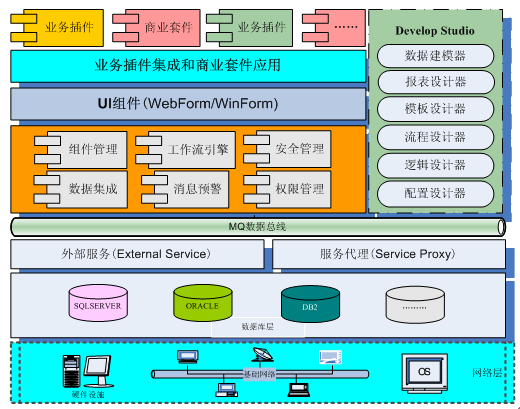 业务插件
商业套件
业务插件
......
Develop Studio
数据建模器
报表设计器
模板设计器
流程设计器
逻辑设计器
配置设计器
业务插件集成和商业套件应用
UI组件(WebForm/WinForm)
组件管理
工作流引擎
安全管理
数据集成
消息预警
权限管理
MQ数据总线
外部服务(External Service)
服务代理(Service Proxy)
SQLSERVER
ORACLE
DB2
.........
数据库层
硬件设施
基础网络
OS
网络层